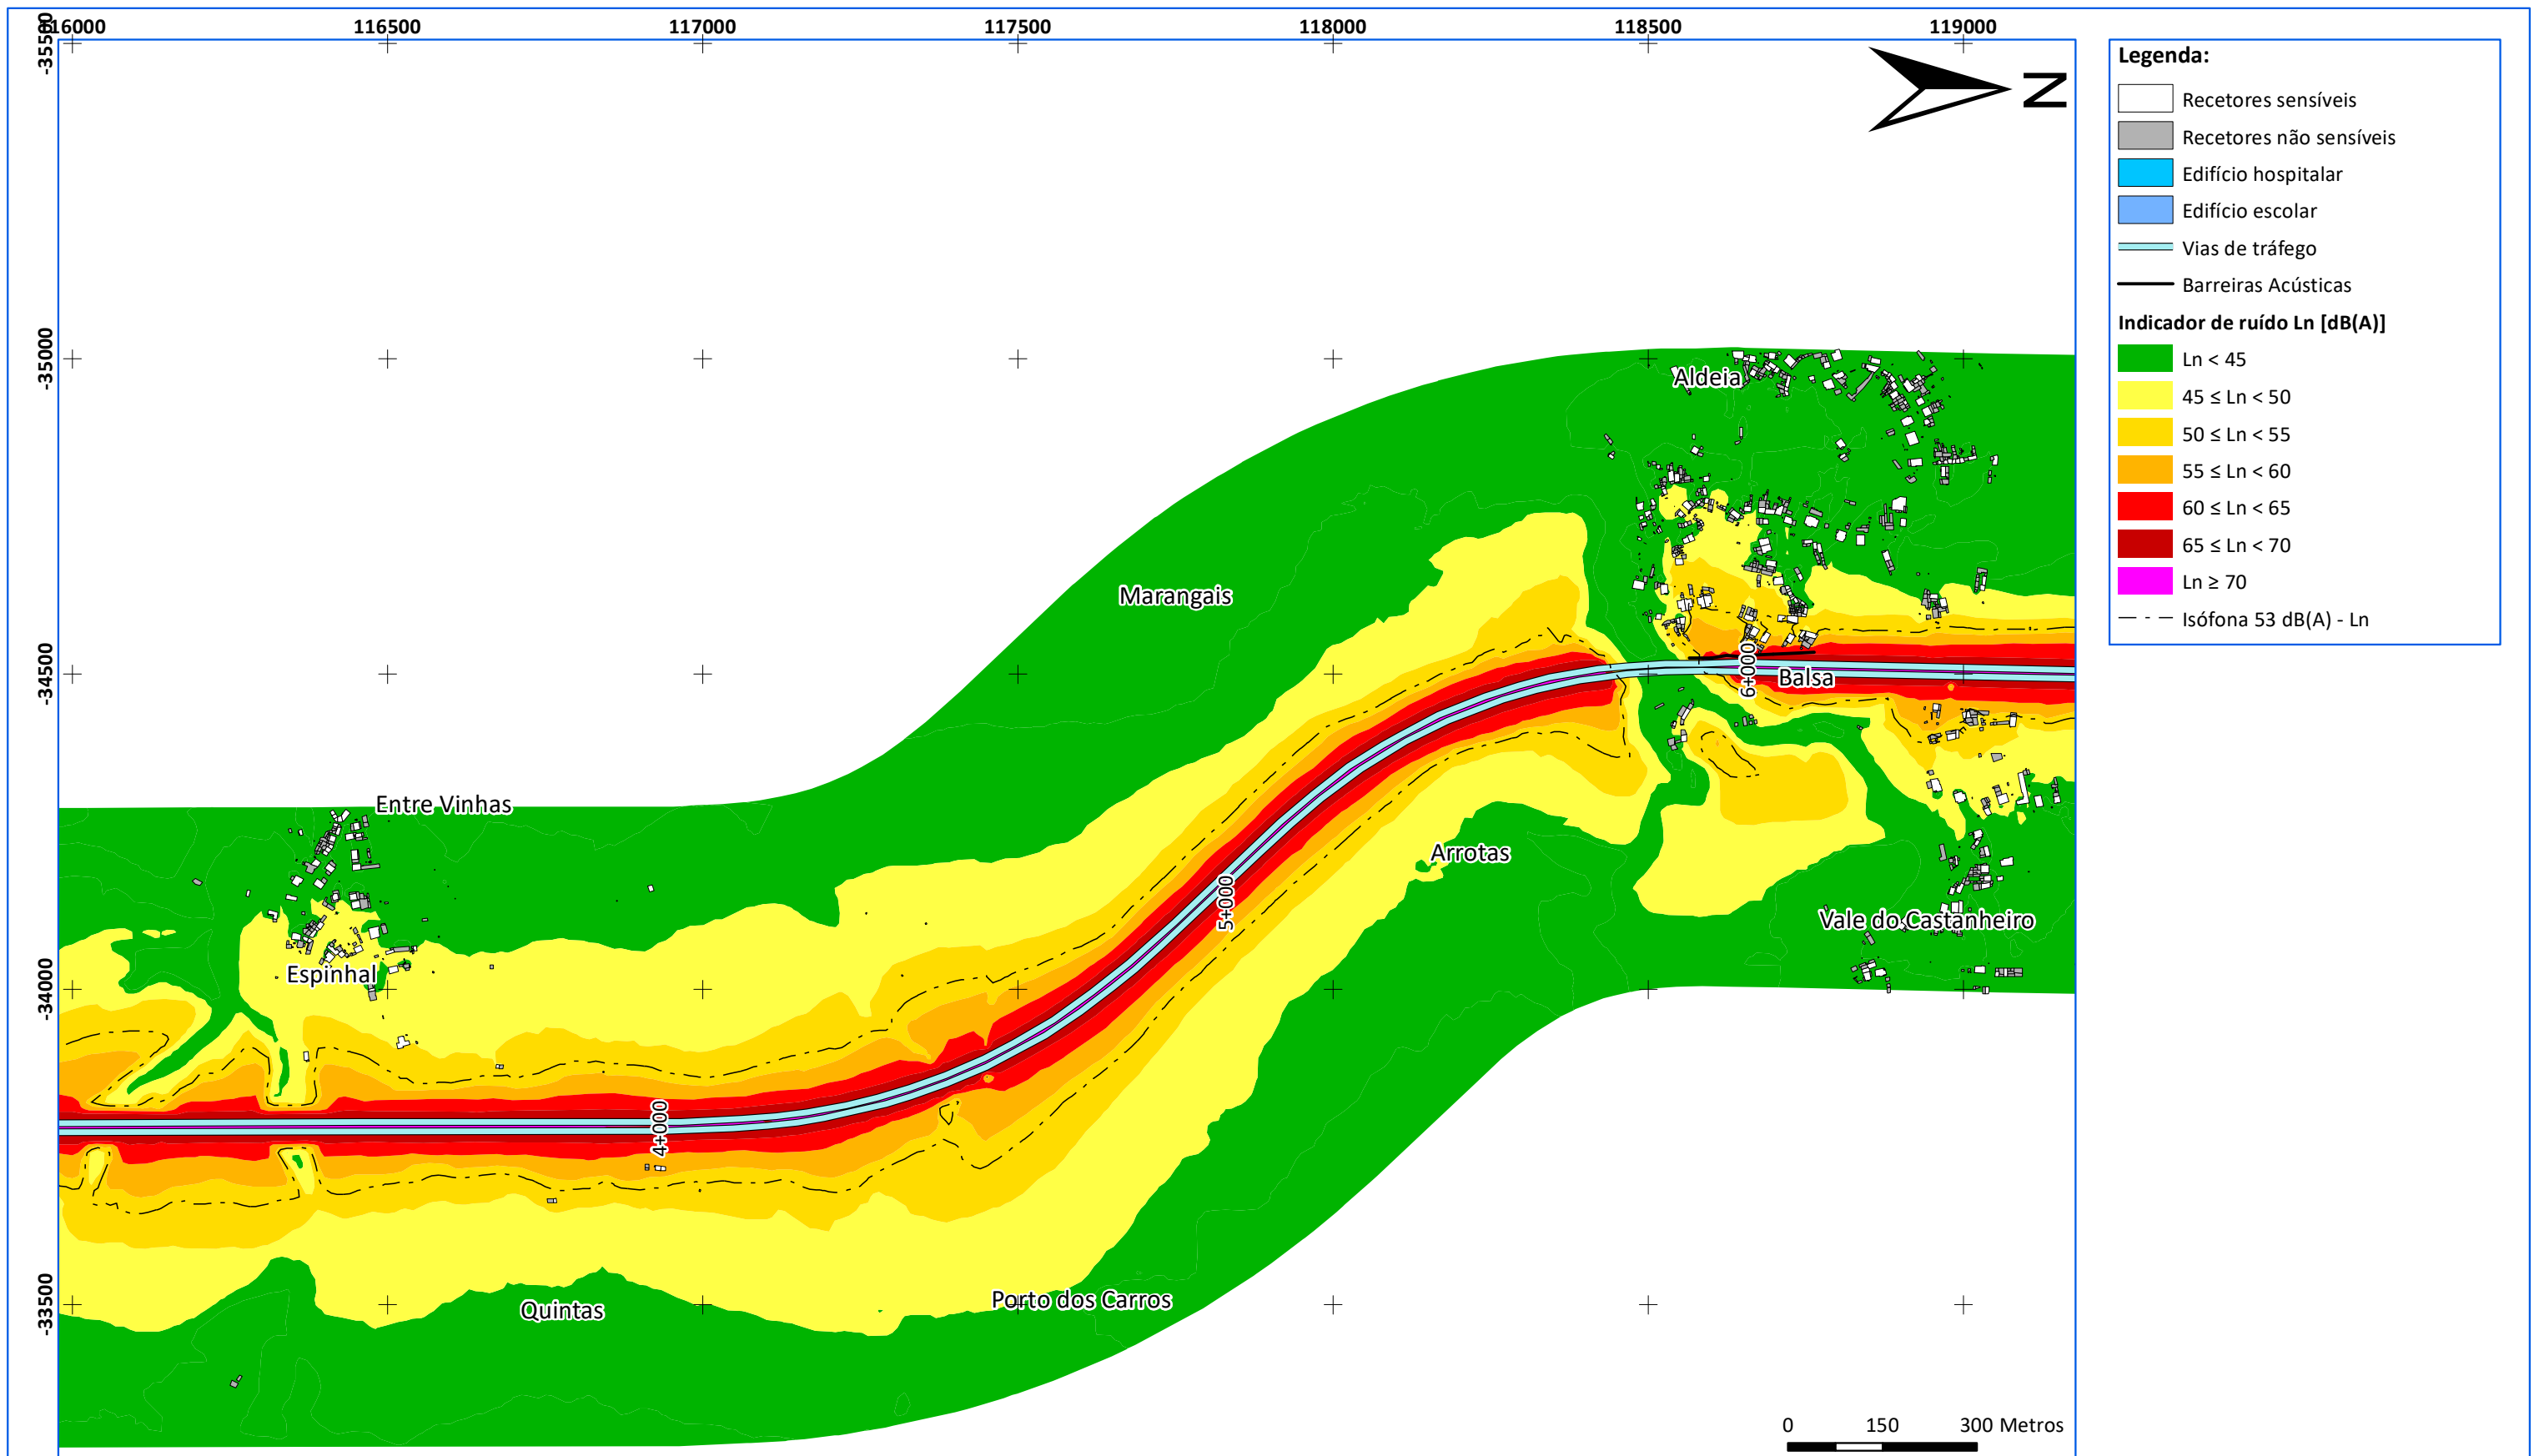 116000
116500
117000
117500
118000
118500
119000
-35500
-35000
-34500
-34000
-33500
N
Aldeia
Marangais
6+000
Balsa
Entre Vinhas
Arrotas
5+000
Vale do Castanheiro
Espinhal
4+000
Quintas
Porto dos Carros
0 150 300 Metros
Legenda:
Recetores sensíveis
Recetores não sensíveis
Edifício hospitalar
Edifício escolar
Vias de tráfego
Barreiras Acústicas
Indicador de ruído Ln [dB(A)]
Ln < 45
45 ≤ Ln < 50
50 ≤ Ln < 55
55 ≤ Ln < 60
60 ≤ Ln < 65
65 ≤ Ln < 70
Ln ≥ 70
Isófona 53 dB(A) - Ln